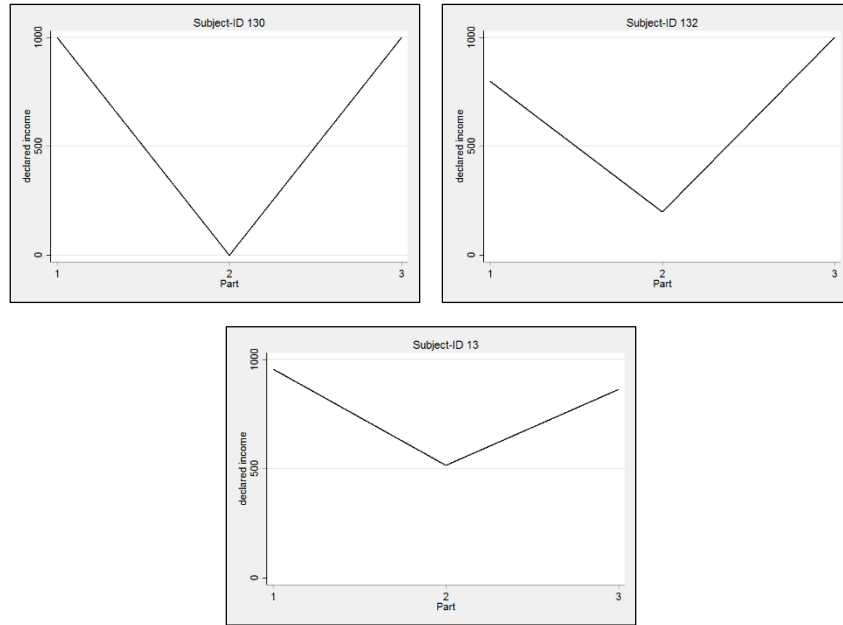 Subject-ID 130
declared income
1000
500
0
1 2 3
Part
Subject-ID 132
declared income
1000
500
0
1 2 3
Part
Subject-ID 13
declared income
1000
500
0
1 2 3
Part